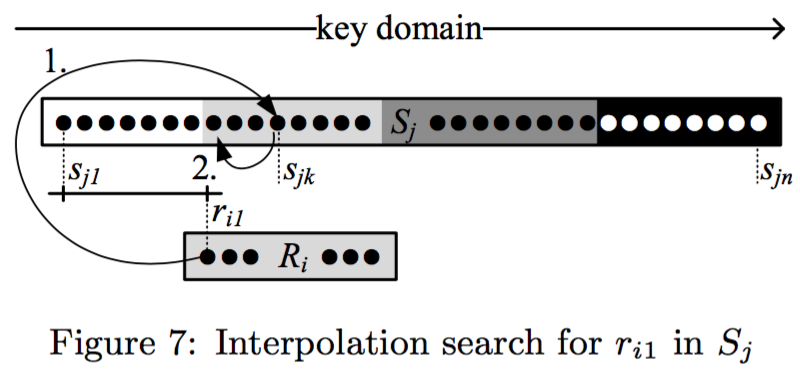 key domain
1.
S_j
s_j1 2. s_jk s_jn
r_i1
R_i
Figure 7: Interpolation search for r_i1 in S_j